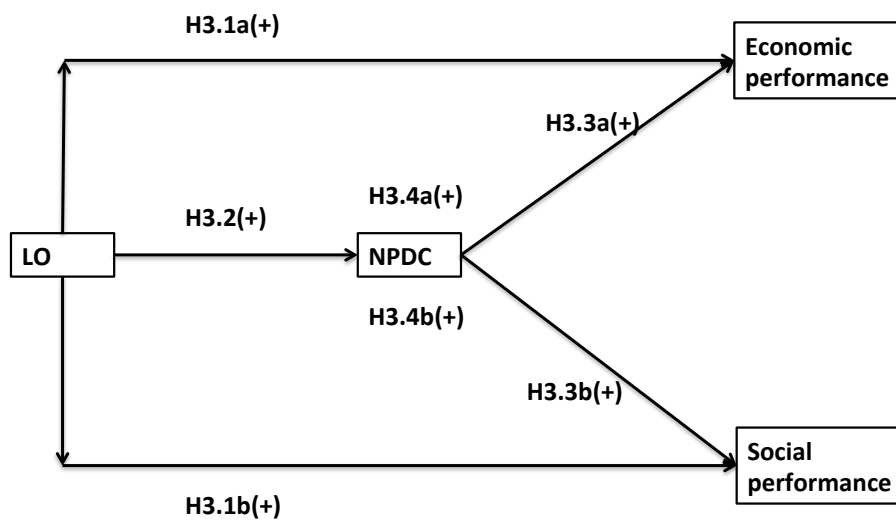 H3.1a(+)
Economic
performance
H3.3a(+)
H3.4a(+)
H3.2(+)
LO
NPDC
H3.4b(+)
H3.3b(+)
Social
performance
H3.1b(+)